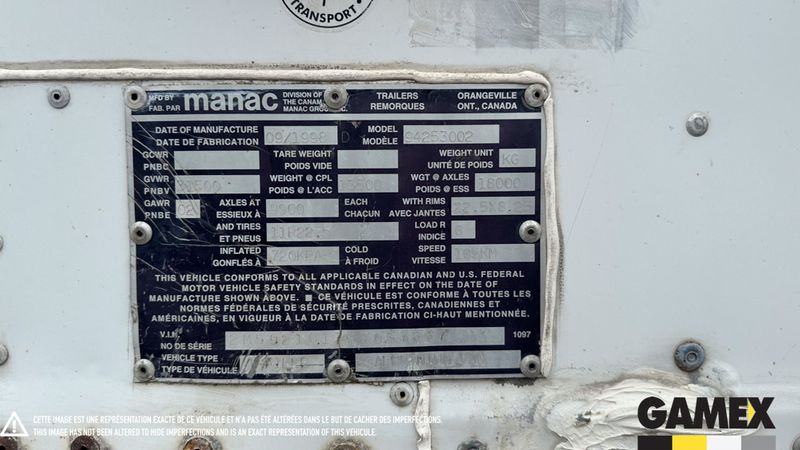 TRANSPORT
MFD BY
FAB. PAR
manac
DIVISION OF
THE CANAM
MANAC GROUP INC.
TRAILERS
REMORQUES
ORANGEVILLE
ONT., CANADA
DATE OF MANUFACTURE
DATE DE FABRICATION
09/1998
MODEL
MODÈLE
94253002
GCWR
PNBC
TARE WEIGHT
POIDS VIDE
WEIGHT UNIT
UNITÉ DE POIDS
KG
GVWR
PNBV
31500
WEIGHT @ CPL
POIDS @ L'ACC
WGT @ AXLES
POIDS @ ESS
18000
GAWR
PNBE
02
AXLES AT
ESSIEUX À
9900
EACH
CHACUN
WITH RIMS
AVEC JANTES
22.5X8.25
AND TIRES
ET PNEUS
11R22.5
LOAD R
INDICE
INFLATED
GONFLÉS À
720KPA
COLD
À FROID
SPEED
VITESSE
105KM
THIS VEHICLE CONFORMS TO ALL APPLICABLE CANADIAN AND U.S. FEDERAL
MOTOR VEHICLE SAFETY STANDARDS IN EFFECT ON THE DATE OF
MANUFACTURE SHOWN ABOVE. ■ CE VÉHICULE EST CONFORME À TOUTES LES
NORMES FÉDÉRALES DE SÉCURITÉ PRESCRITES, CANADIENNES ET
AMÉRICAINES, EN VIGUEUR À LA DATE DE FABRICATION CI-HAUT MENTIONNÉE.
V.I.N.
NO DE SÉRIE
1097
VEHICLE TYPE
TYPE DE VÉHICULE
CETTE IMAGE EST UNE REPRÉSENTATION EXACTE DE CE VÉHICULE ET N'A PAS ÉTÉ ALTÉRÉES DANS LE BUT DE CACHER DES IMPERFECTIONS.
THIS IMAGE HAS NOT BEEN ALTERED TO HIDE IMPERFECTIONS AND IS AN EXACT REPRESENTATION OF THIS VEHICLE.
GAMEX